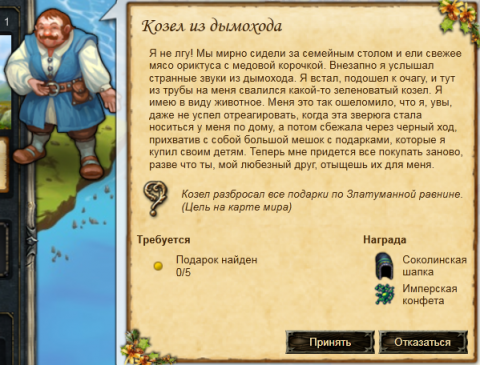 1
Козел из дымохода
Я не лгу! Мы мирно сидели за семейным столом и ели свежее
мясо ориктуса с медовой корочкой. Внезапно я услышал
странные звуки из дымохода. Я встал, подошел к очагу, и тут
из трубы на меня свалился какой-то зеленоватый козел. Я
имею в виду животное. Меня это так ошеломило, что я, увы,
даже не успел отреагировать, когда эта зверюга стала
носиться у меня по дому, а потом сбежала через черный ход,
прихватив с собой большой мешок с подарками, которые я
купил своим детям. Теперь мне придется все покупать заново,
разве что ты, мой любезный друг, отыщешь их для меня.
Козел разбросал все подарки по Златуманной равнине.
(Цель на карте мира)
Требуется
Награда
Подарок найден
0/5
Соколинская
шапка
Имперская
конфета
Принять
Отказаться